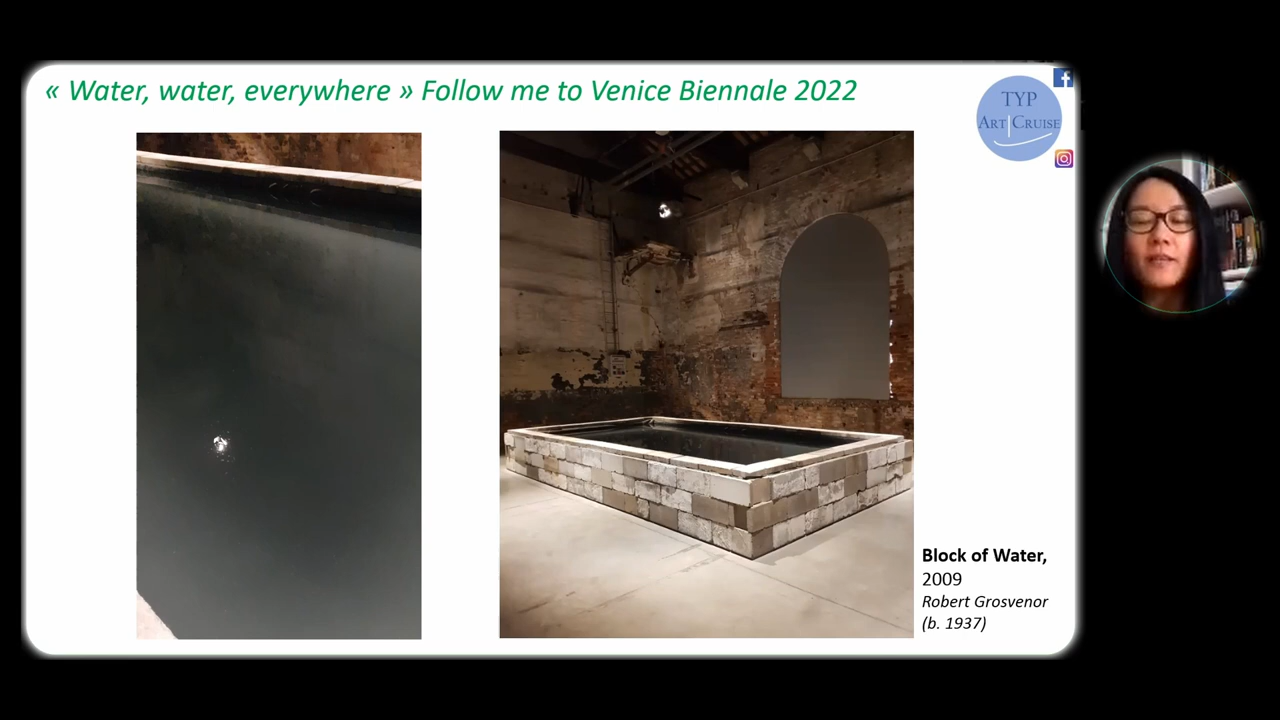 « Water, water, everywhere » Follow me to Venice Biennale 2022
TYP
ART CRUISE
Block of Water,
2009
Robert Grosvenor
(b. 1937)